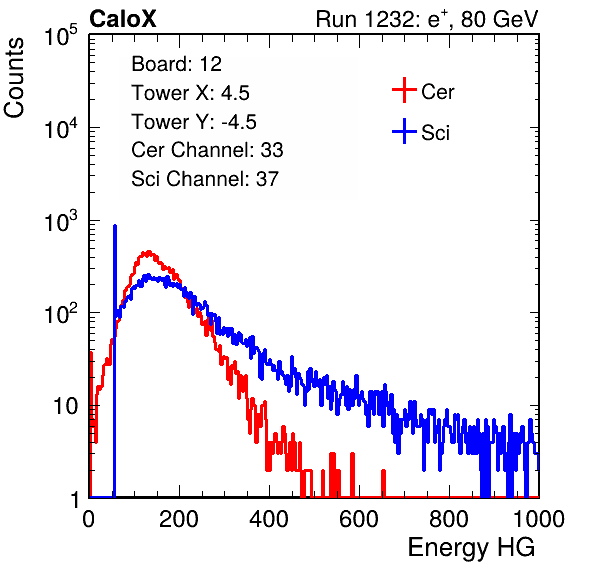 CaloX Run 1232: e⁺, 80 GeV
Counts
10⁵
10⁴
10³
10²
10
1
Board: 12
Tower X: 4.5
Tower Y: -4.5
Cer Channel: 33
Sci Channel: 37
Cer
Sci
0 200 400 600 800 1000
Energy HG